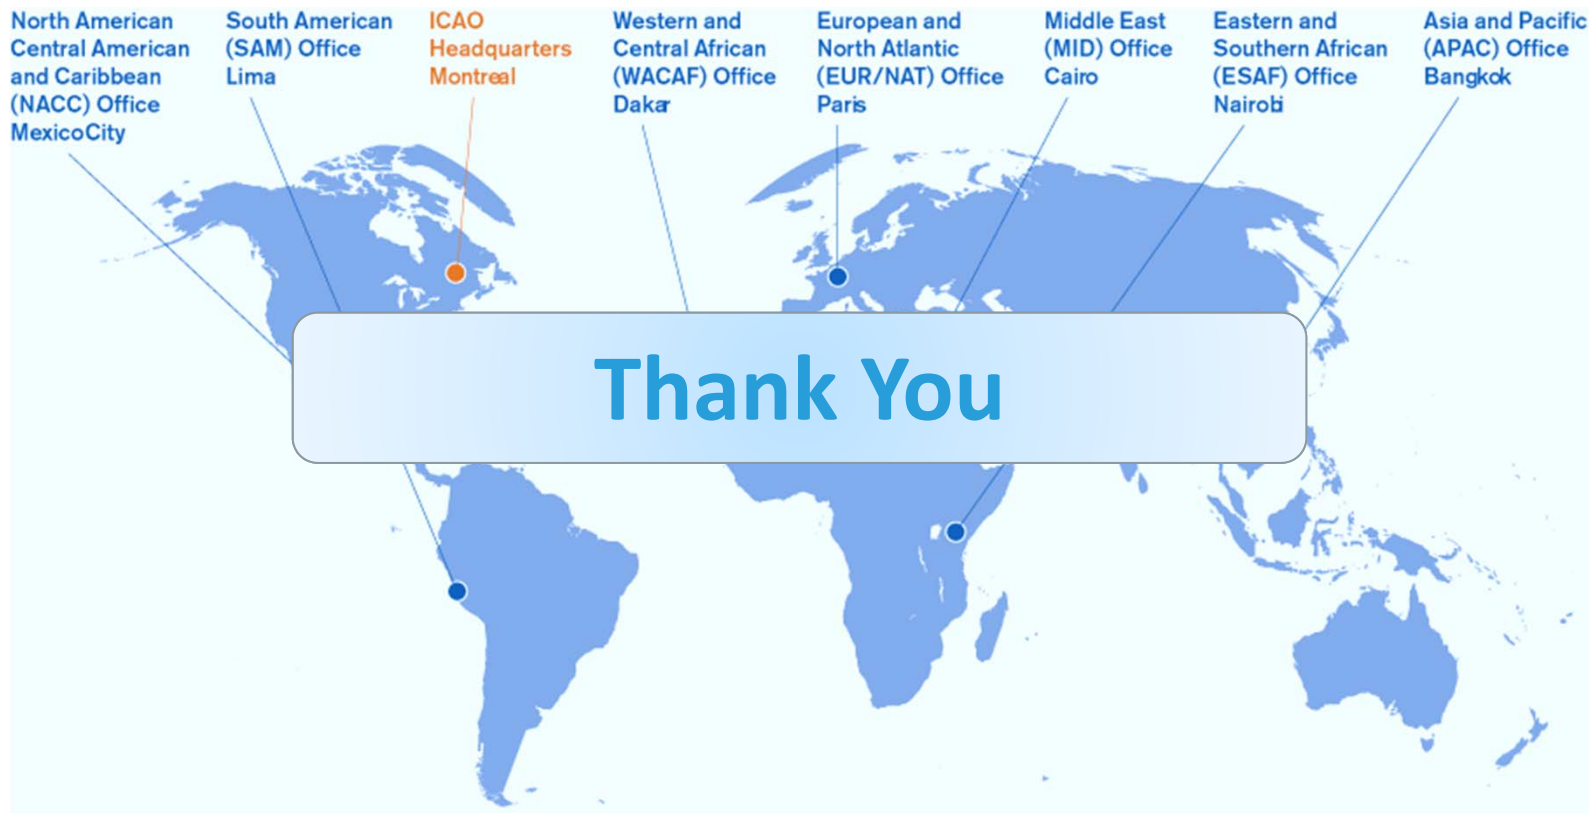 North American
Central American
and Caribbean
(NACC) Office
MexicoCity
South American
(SAM) Office
Lima
ICAO
Headquarters
Montreal
Western and
Central African
(WACAF) Office
Dakar
European and
North Atlantic
(EUR/NAT) Office
Paris
Middle East
(MID) Office
Cairo
Eastern and
Southern African
(ESAF) Office
Nairobi
Asia and Pacific
(APAC) Office
Bangkok
Thank You